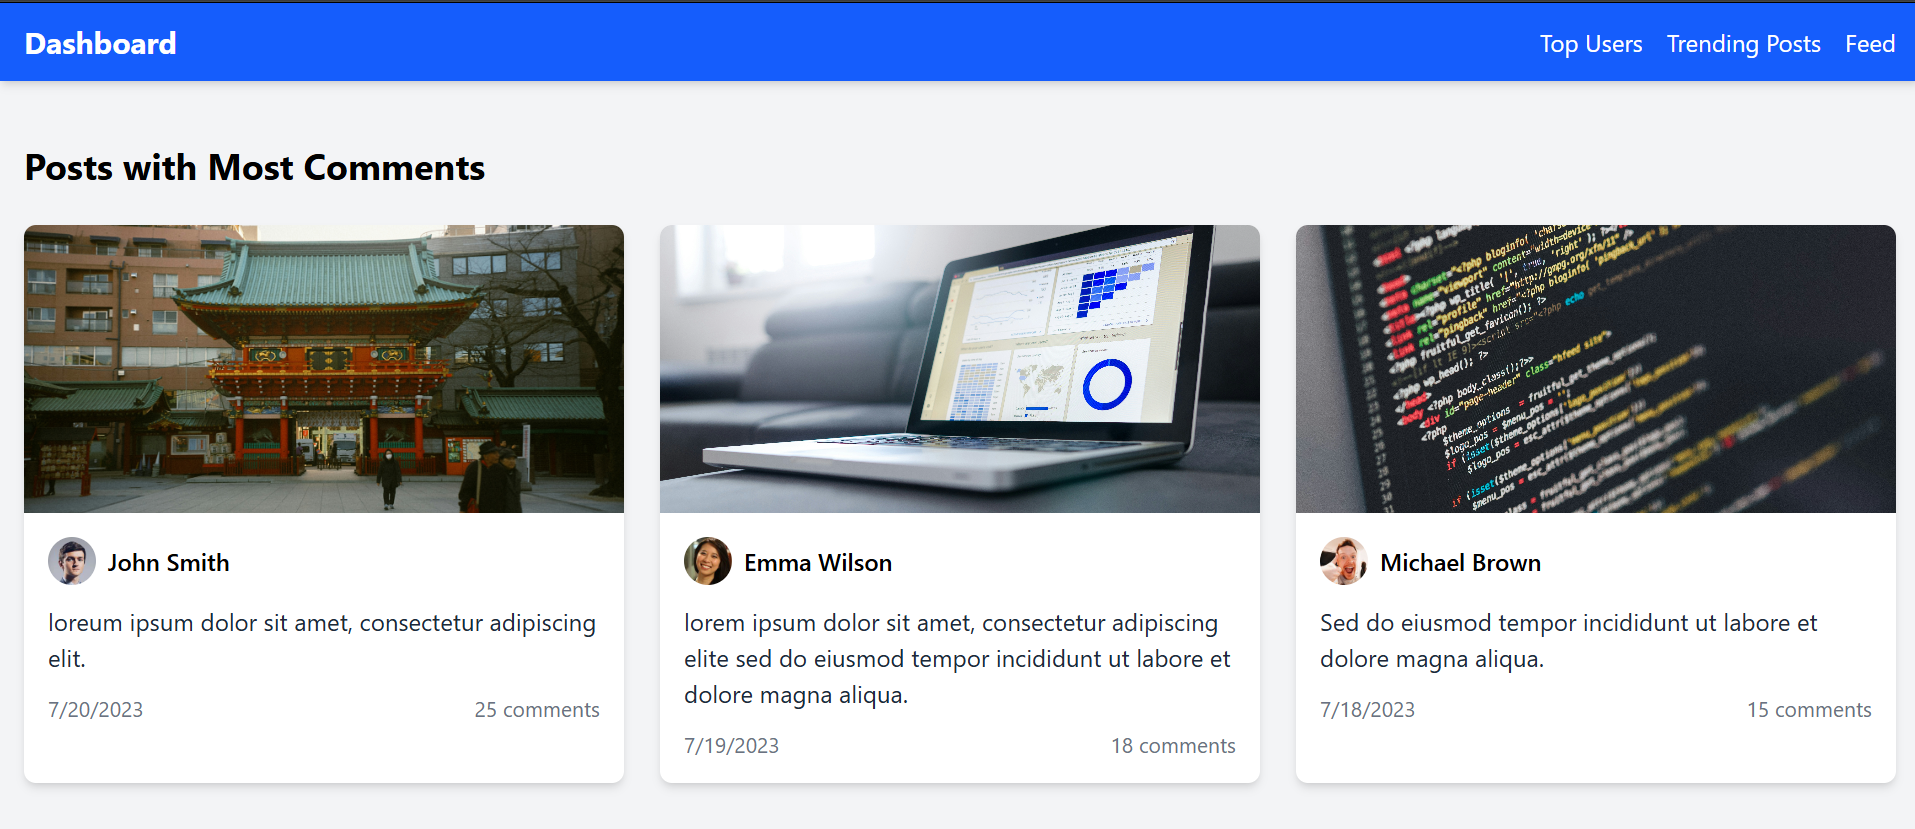 Dashboard
Top Users
Trending Posts
Feed
Posts with Most Comments
John Smith
loreum ipsum dolor sit amet, consectetur adipiscing
elit.
7/20/2023
25 comments
Emma Wilson
lorem ipsum dolor sit amet, consectetur adipiscing
elite sed do eiusmod tempor incididunt ut labore et
dolore magna aliqua.
7/19/2023
18 comments
Michael Brown
Sed do eiusmod tempor incididunt ut labore et
dolore magna aliqua.
7/18/2023
15 comments